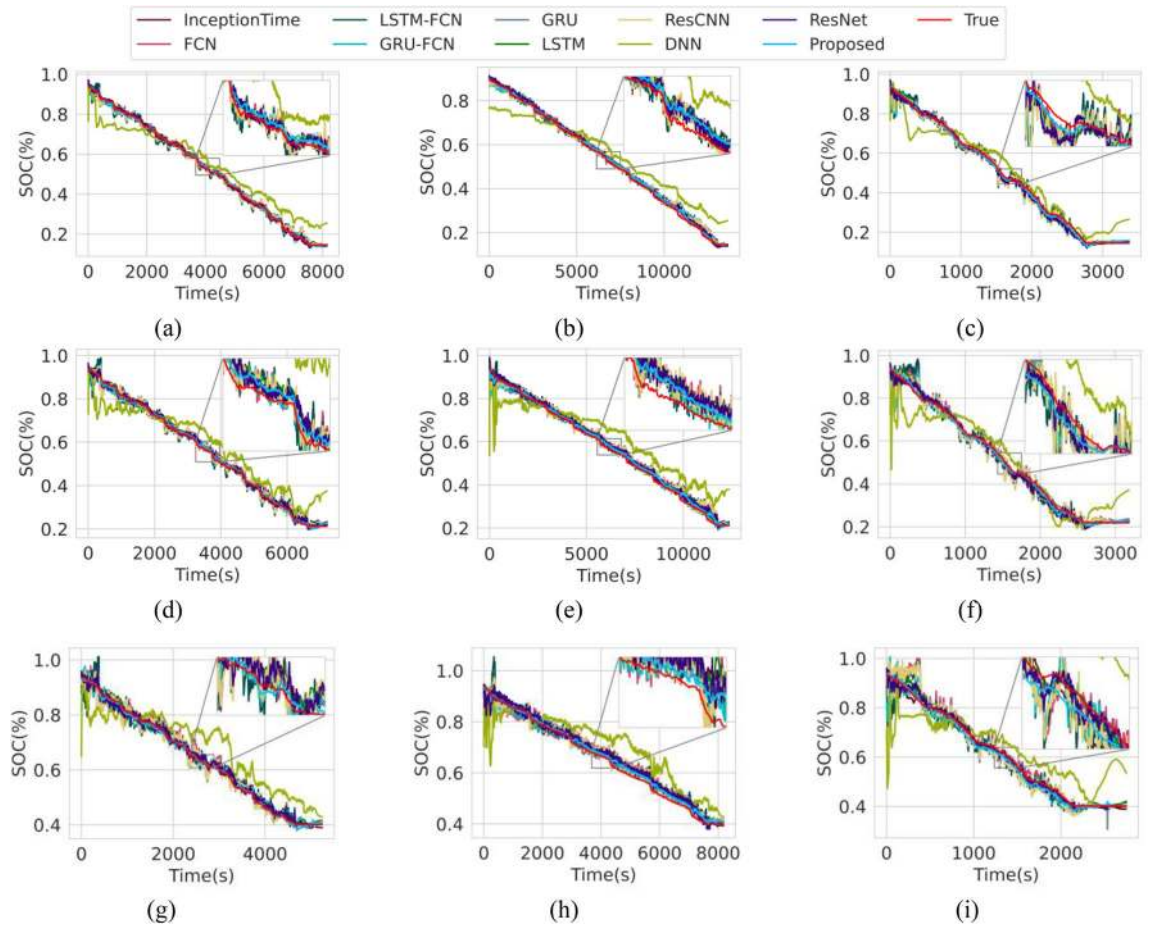 InceptionTime LSTM-FCN GRU ResCNN ResNet True
FCN GRU-FCN LSTM DNN Proposed
1.0 0.8 0.6 0.4 0.2
SOC(%)
0 2000 4000 6000 8000
Time(s)
(a)
0.8 0.6 0.4 0.2
SOC(%)
0 5000 10000
Time(s)
(b)
1.0 0.8 0.6 0.4 0.2
SOC(%)
0 1000 2000 3000
Time(s)
(c)
1.0 0.8 0.6 0.4 0.2
SOC(%)
0 2000 4000 6000
Time(s)
(d)
1.0 0.8 0.6 0.4 0.2
SOC(%)
0 5000 10000
Time(s)
(e)
1.0 0.8 0.6 0.4 0.2
SOC(%)
0 1000 2000 3000
Time(s)
(f)
1.0 0.8 0.6 0.4
SOC(%)
0 2000 4000
Time(s)
(g)
1.0 0.8 0.6 0.4
SOC(%)
0 2000 4000 6000 8000
Time(s)
(h)
1.0 0.8 0.6 0.4
SOC(%)
0 1000 2000
Time(s)
(i)